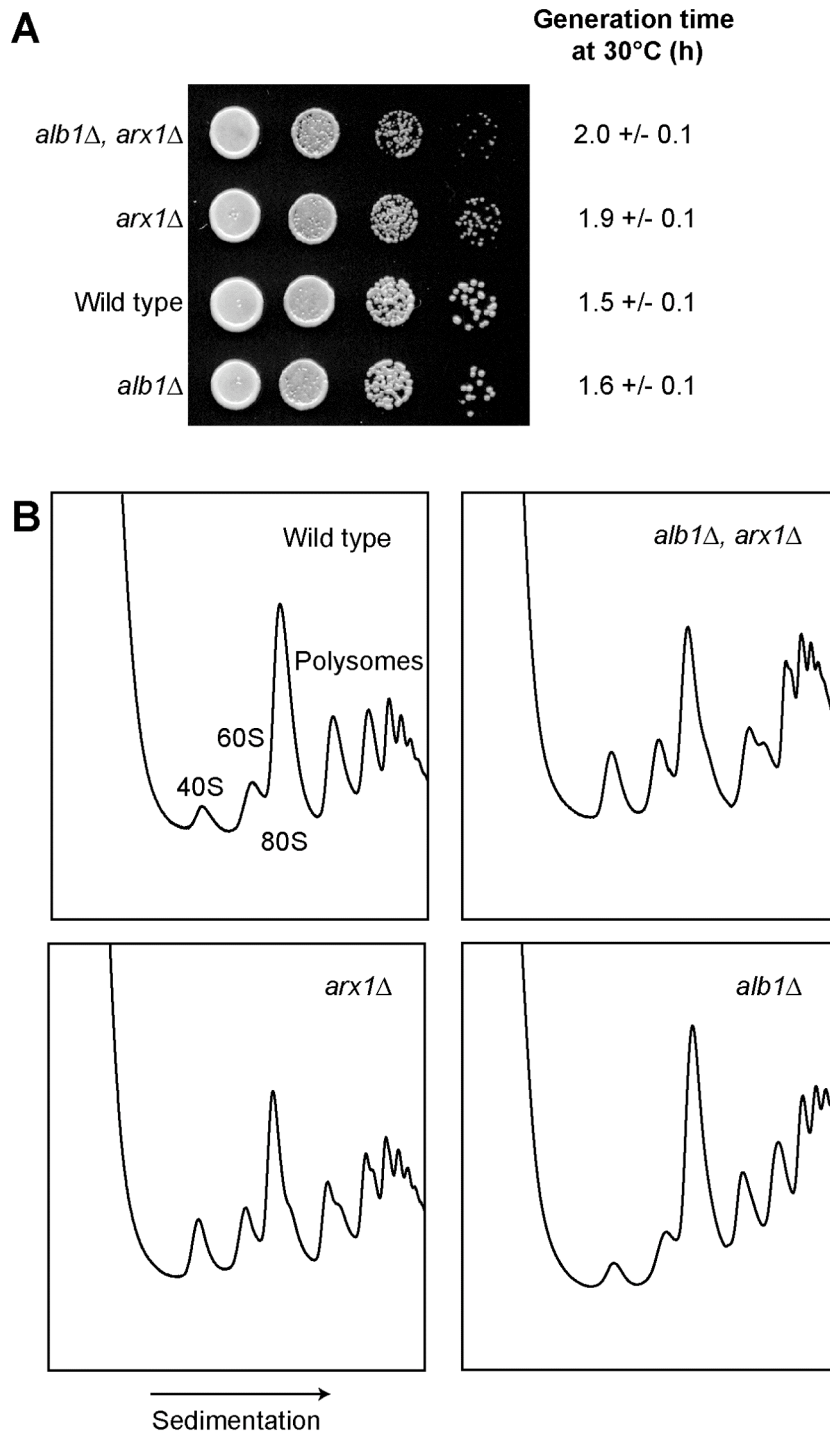 A
Generation time
at 30°C (h)
alb1Δ, arx1Δ
2.0 +/- 0.1
arx1Δ
1.9 +/- 0.1
Wild type
1.5 +/- 0.1
alb1Δ
1.6 +/- 0.1
B
Wild type
alb1Δ, arx1Δ
Polysomes
60S
40S
80S
arx1Δ
alb1Δ
Sedimentation